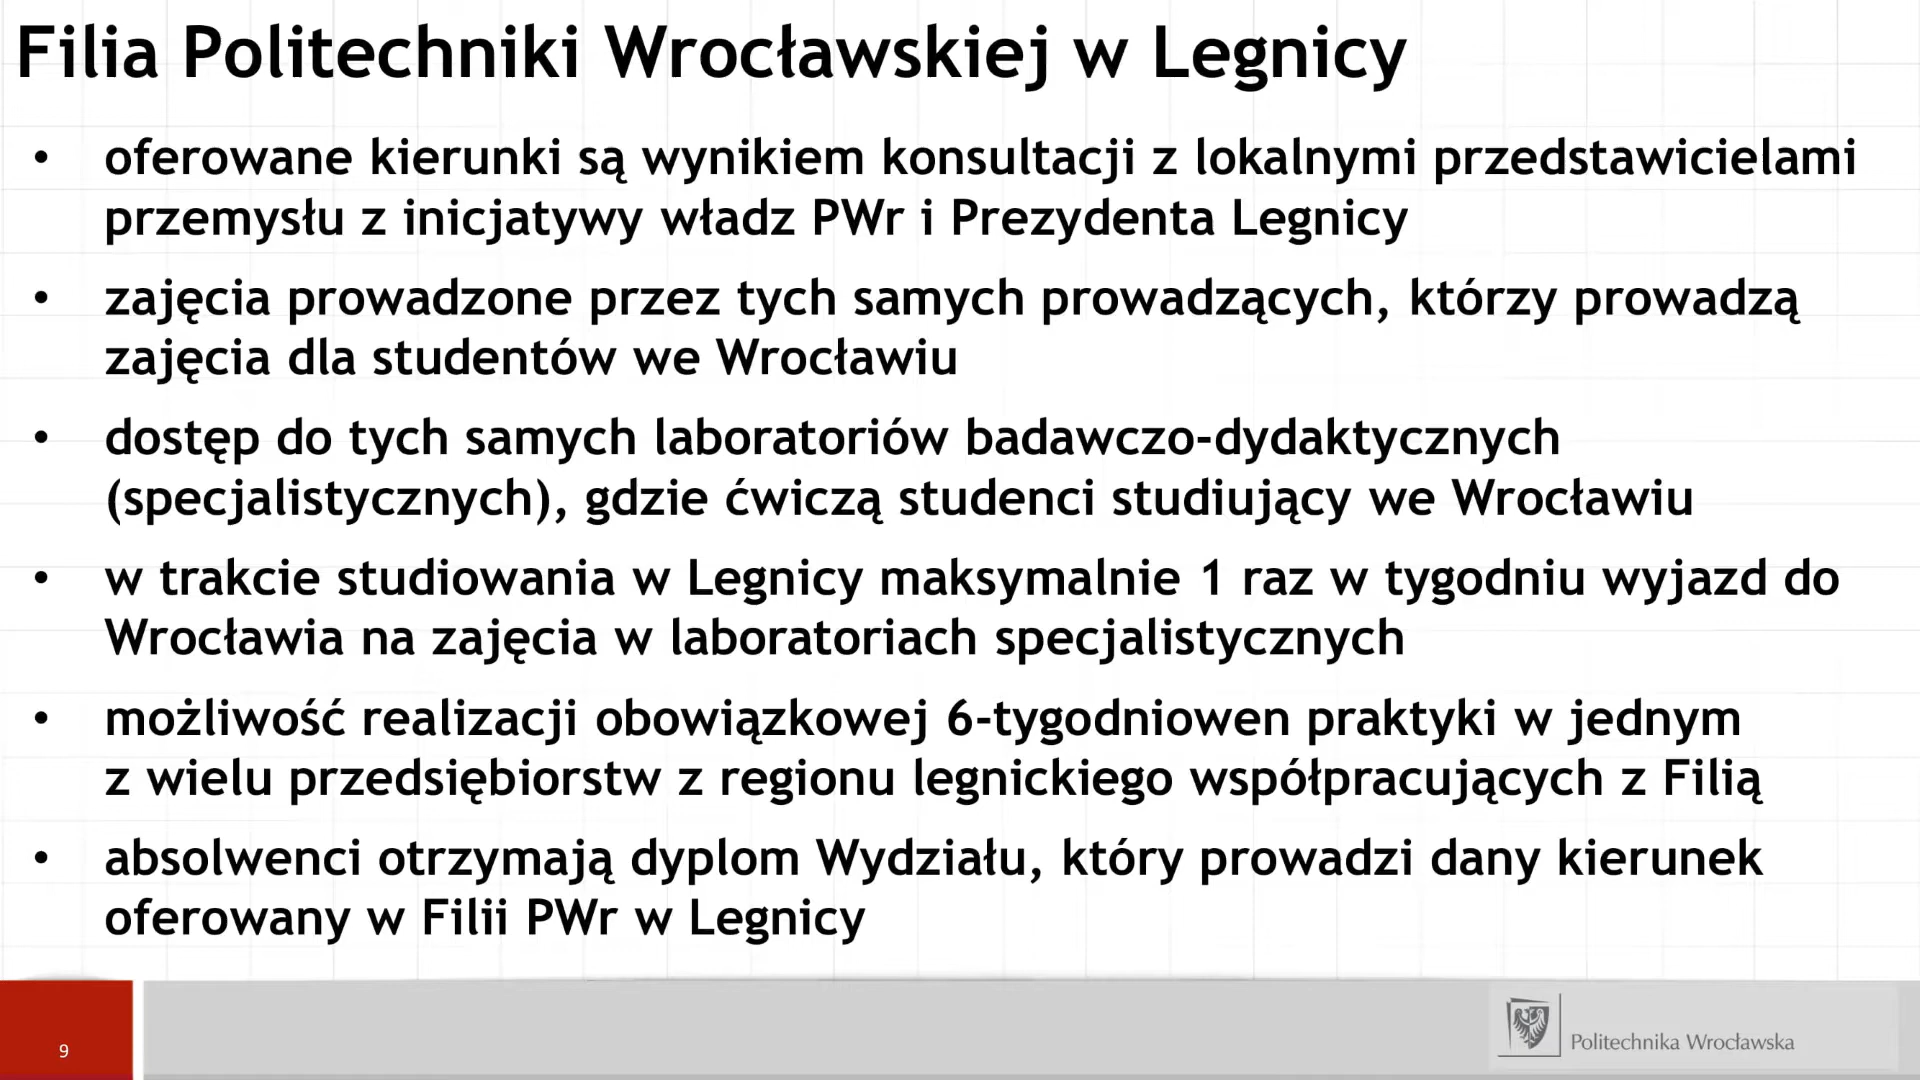 Filia Politechniki Wrocławskiej w Legnicy
• oferowane kierunki są wynikiem konsultacji z lokalnymi przedstawicielami
przemysłu z inicjatywy władz PWr i Prezydenta Legnicy
• zajęcia prowadzone przez tych samych prowadzących, którzy prowadzą
zajęcia dla studentów we Wrocławiu
• dostęp do tych samych laboratoriów badawczo-dydaktycznych
(specjalistycznych), gdzie ćwiczą studenci studiujący we Wrocławiu
• w trakcie studiowania w Legnicy maksymalnie 1 raz w tygodniu wyjazd do
Wrocławia na zajęcia w laboratoriach specjalistycznych
• możliwość realizacji obowiązkowej 6-tygodniowen praktyki w jednym
z wielu przedsiębiorstw z regionu legnickiego współpracujących z Filią
• absolwenci otrzymają dyplom Wydziału, który prowadzi dany kierunek
oferowany w Filii PWr w Legnicy
9
Politechnika Wrocławska